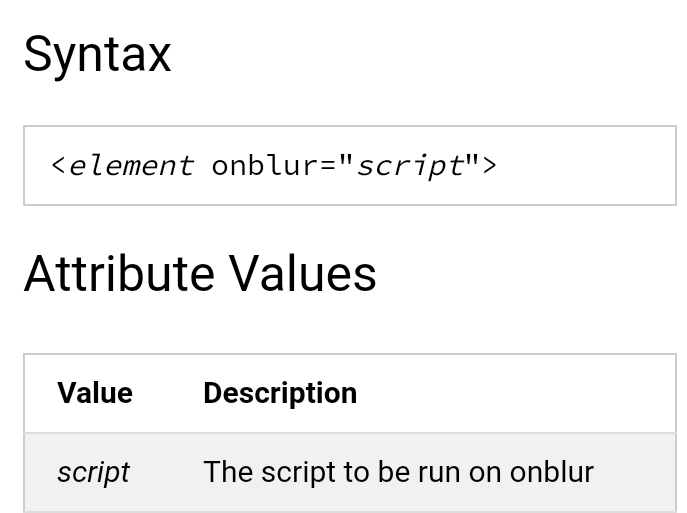 Syntax
<element onblur="script">
Attribute Values
Value Description
script The script to be run on onblur